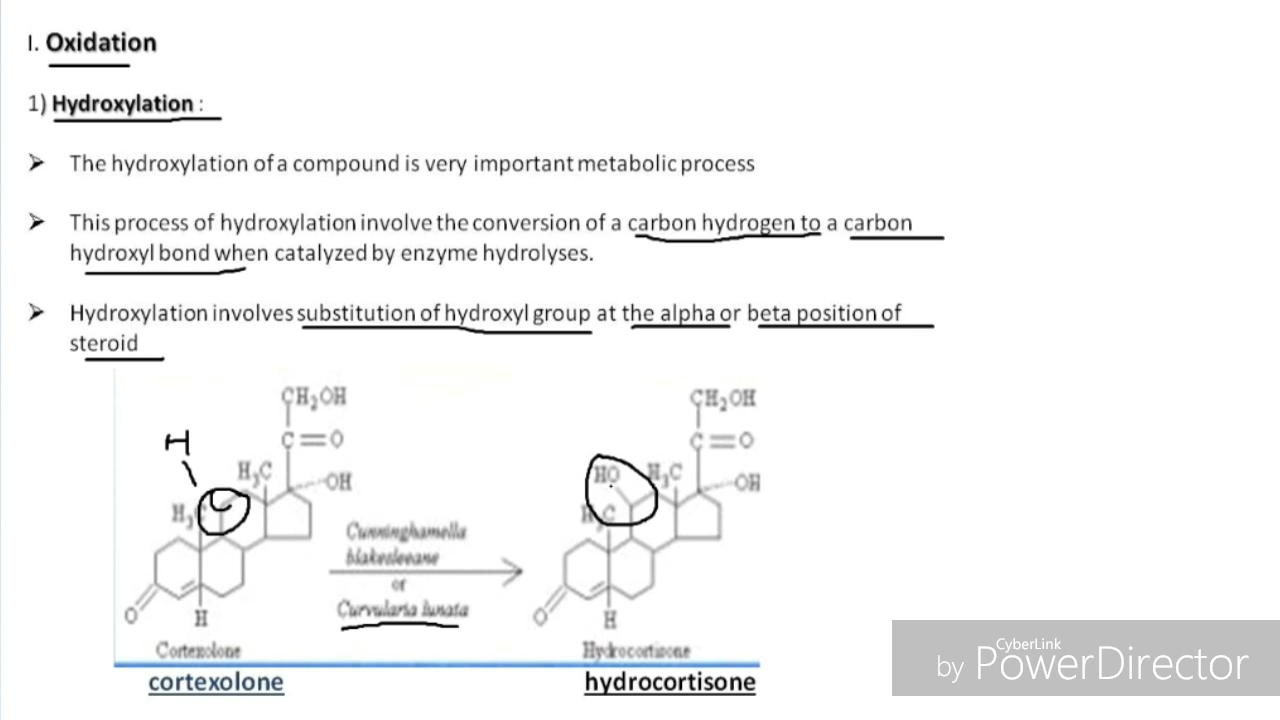 I. Oxidation
1) Hydroxylation :
➤ The hydroxylation of a compound is very important metabolic process
➤ This process of hydroxylation involve the conversion of a carbon hydrogen to a carbon
hydroxyl bond when catalyzed by enzyme hydrolyses.
➤ Hydroxylation involves substitution of hydroxyl group at the alpha or beta position of
steroid
CH₂OH CH₂OH
H C=O C=O
H₃C OH HO H₃C OH
H₃C C H₃C
Cunninghamella
blakesleeane
or
Curvularia lunata
O H O H
Cortexolone Hydrocortisone
cortexolone hydrocortisone
by CyberLink PowerDirector